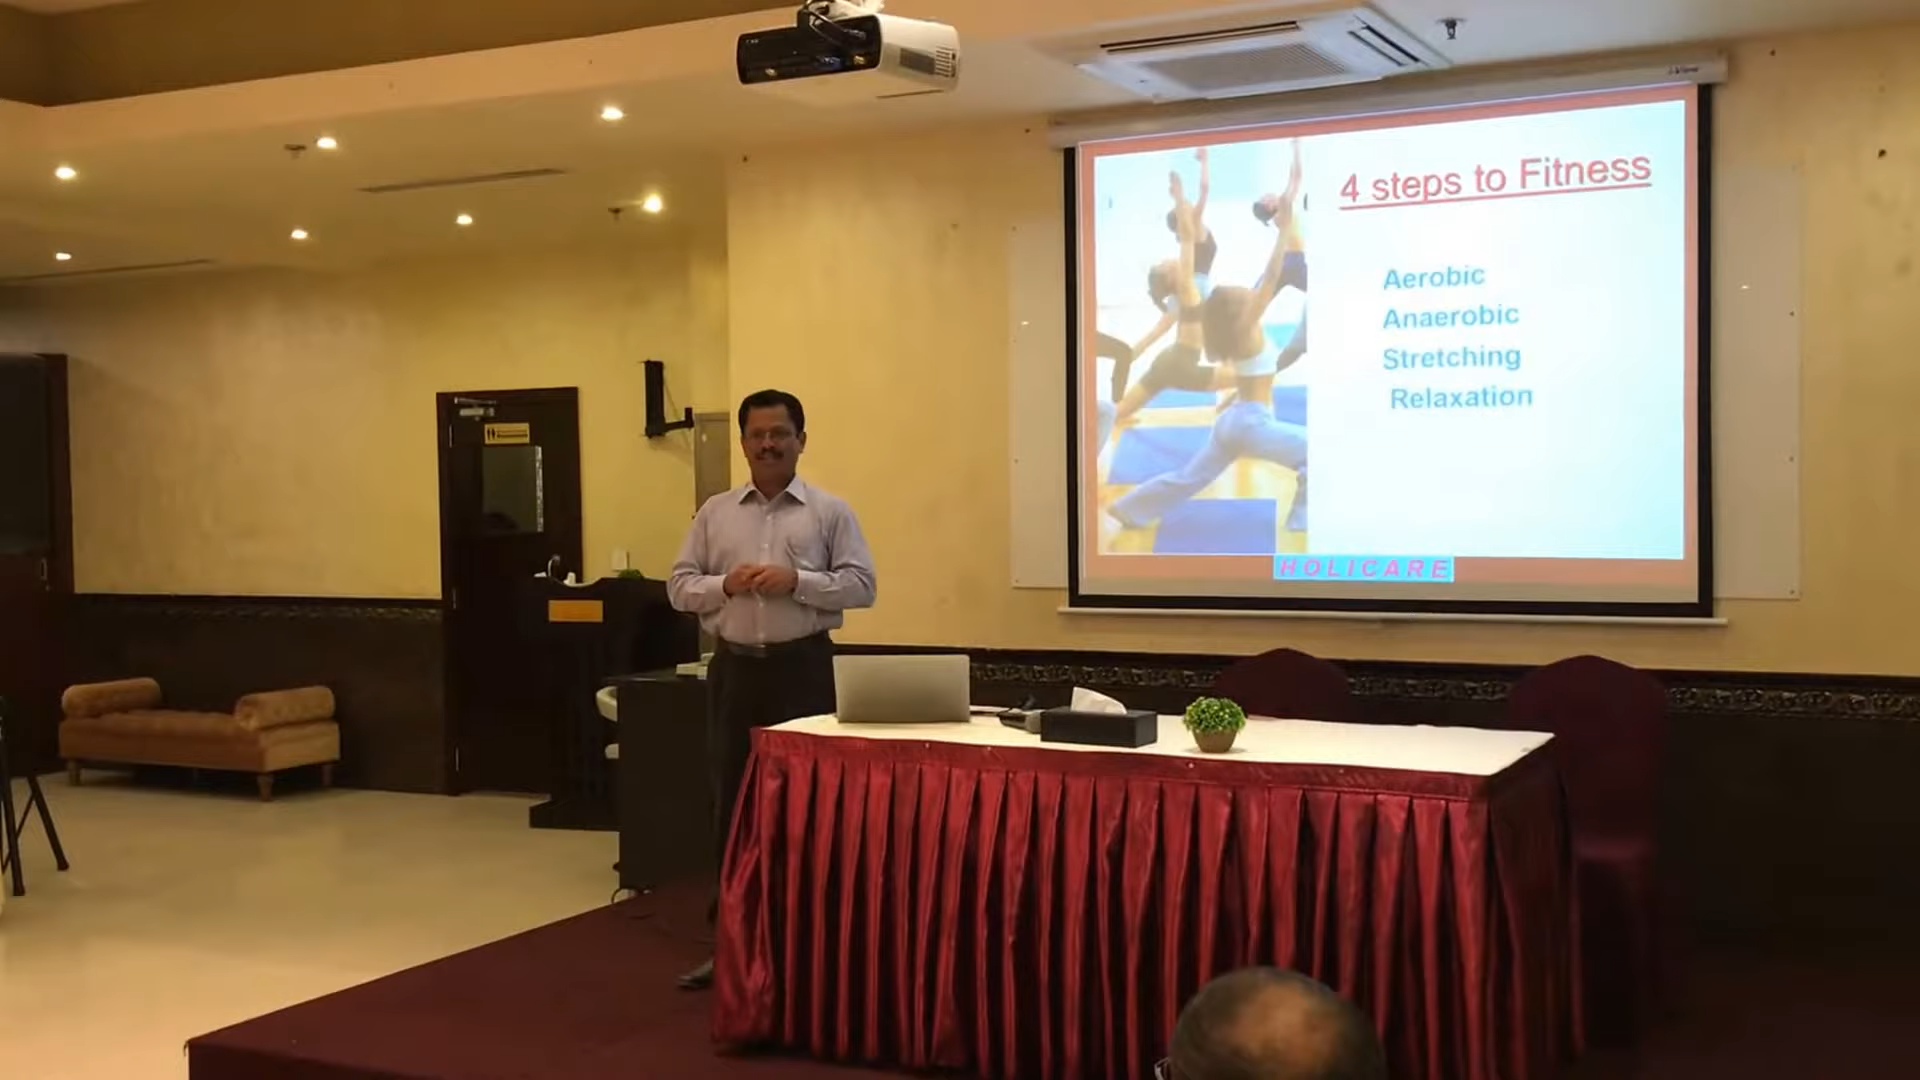 4 steps to Fitness
Aerobic
Anaerobic
Stretching
Relaxation
HOLICARE